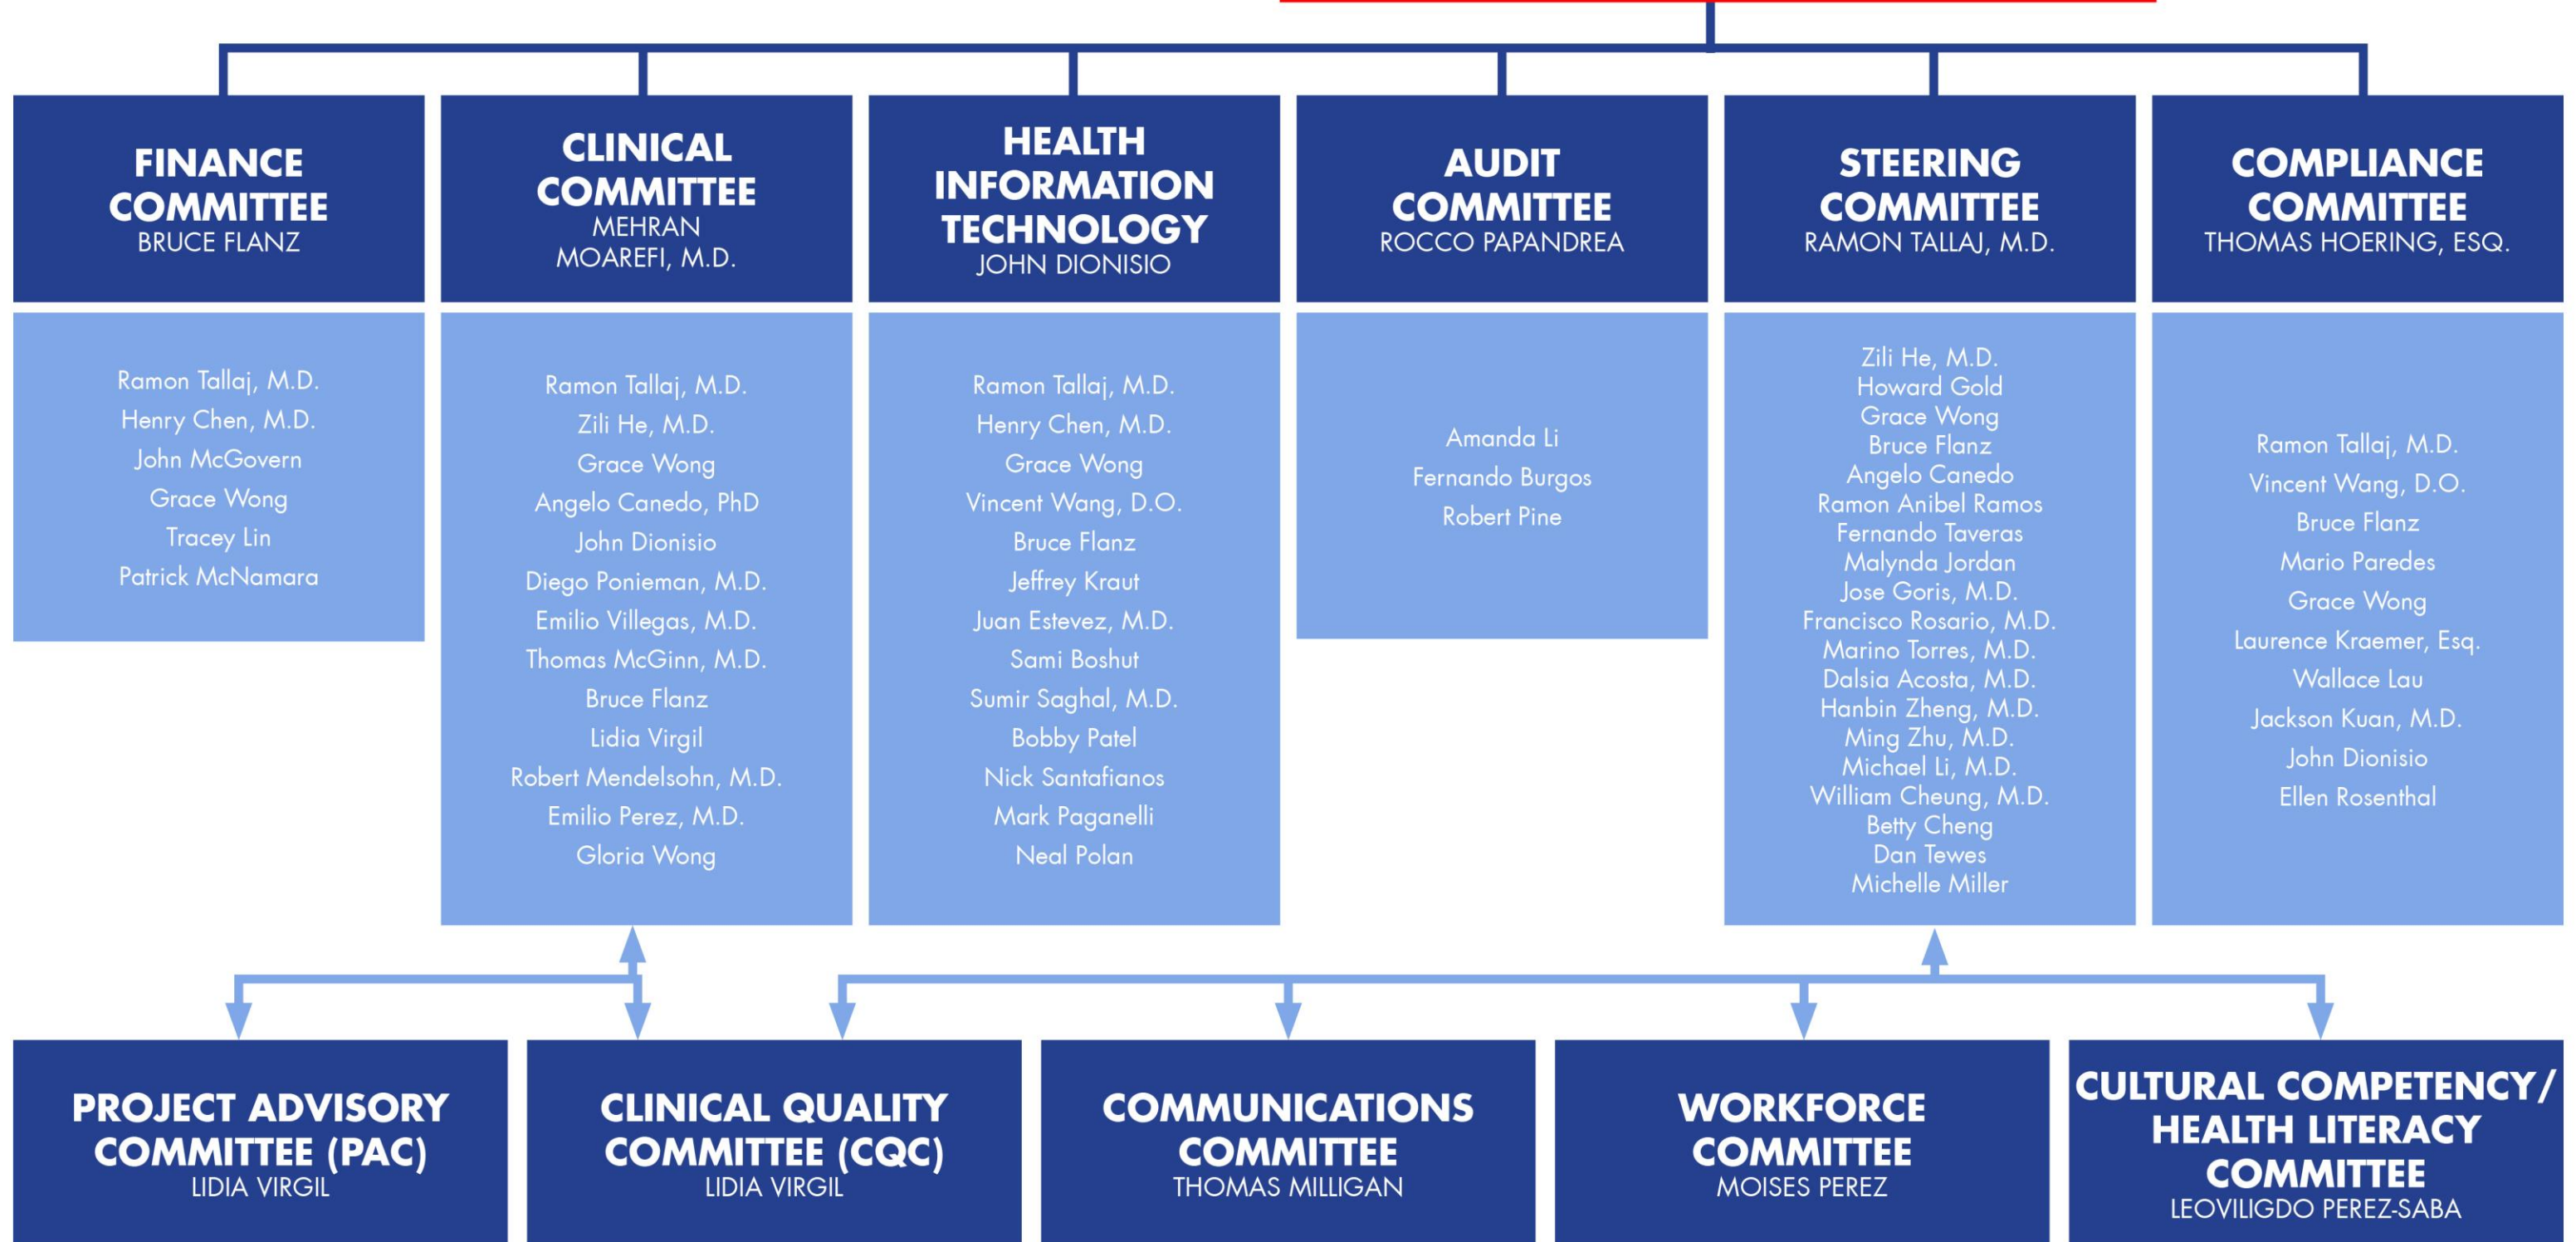 FINANCE
COMMITTEE
BRUCE FLANZ
CLINICAL
COMMITTEE
MEHRAN
MOAREFI, M.D.
HEALTH
INFORMATION
TECHNOLOGY
JOHN DIONISIO
AUDIT
COMMITTEE
ROCCO PAPANDREA
STEERING
COMMITTEE
RAMON TALLAJ, M.D.
COMPLIANCE
COMMITTEE
THOMAS HOERING, ESQ.
Ramon Tallaj, M.D.
Henry Chen, M.D.
John McGovern
Grace Wong
Tracey Lin
Patrick McNamara
Ramon Tallaj, M.D.
Zili He, M.D.
Grace Wong
Angelo Canedo, PhD
John Dionisio
Diego Ponieman, M.D.
Emilio Villegas, M.D.
Thomas McGinn, M.D.
Bruce Flanz
Lidia Virgil
Robert Mendelsohn, M.D.
Emilio Perez, M.D.
Gloria Wong
Ramon Tallaj, M.D.
Henry Chen, M.D.
Grace Wong
Vincent Wang, D.O.
Bruce Flanz
Jeffrey Kraut
Juan Estevez, M.D.
Sami Boshut
Sumir Saghal, M.D.
Bobby Patel
Nick Santafianos
Mark Paganelli
Neal Polan
Amanda Li
Fernando Burgos
Robert Pine
Zili He, M.D.
Howard Gold
Grace Wong
Bruce Flanz
Angelo Canedo
Ramon Anibel Ramos
Fernando Taveras
Malynda Jordan
Jose Goris, M.D.
Francisco Rosario, M.D.
Marino Torres, M.D.
Dalsia Acosta, M.D.
Hanbin Zheng, M.D.
Ming Zhu, M.D.
Michael Li, M.D.
William Cheung, M.D.
Betty Cheng
Dan Tewes
Michelle Miller
Ramon Tallaj, M.D.
Vincent Wang, D.O.
Bruce Flanz
Mario Paredes
Grace Wong
Laurence Kraemer, Esq.
Wallace Lau
Jackson Kuan, M.D.
John Dionisio
Ellen Rosenthal
PROJECT ADVISORY
COMMITTEE (PAC)
LIDIA VIRGIL
CLINICAL QUALITY
COMMITTEE (CQC)
LIDIA VIRGIL
COMMUNICATIONS
COMMITTEE
THOMAS MILLIGAN
WORKFORCE
COMMITTEE
MOISES PEREZ
CULTURAL COMPETENCY/
HEALTH LITERACY
COMMITTEE
LEOVILIGDO PEREZ-SABA